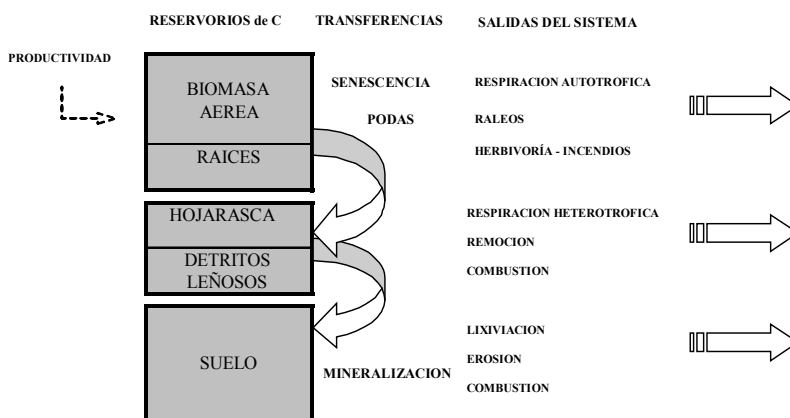 RESERVORIOS de C
TRANSFERENCIAS
SALIDAS DEL SISTEMA
PRODUCTIVIDAD
BIOMASA
AEREA
RAICES
SENESCENCIA
PODAS
RESPIRACION AUTOTROFICA
RALEOS
HERBIVORÍA - INCENDIOS
HOJARASCA
DETRITOS
LEÑOSOS
RESPIRACION HETEROTROFICA
REMOCION
COMBUSTION
SUELO
MINERALIZACION
LIXIVIACION
EROSION
COMBUSTION